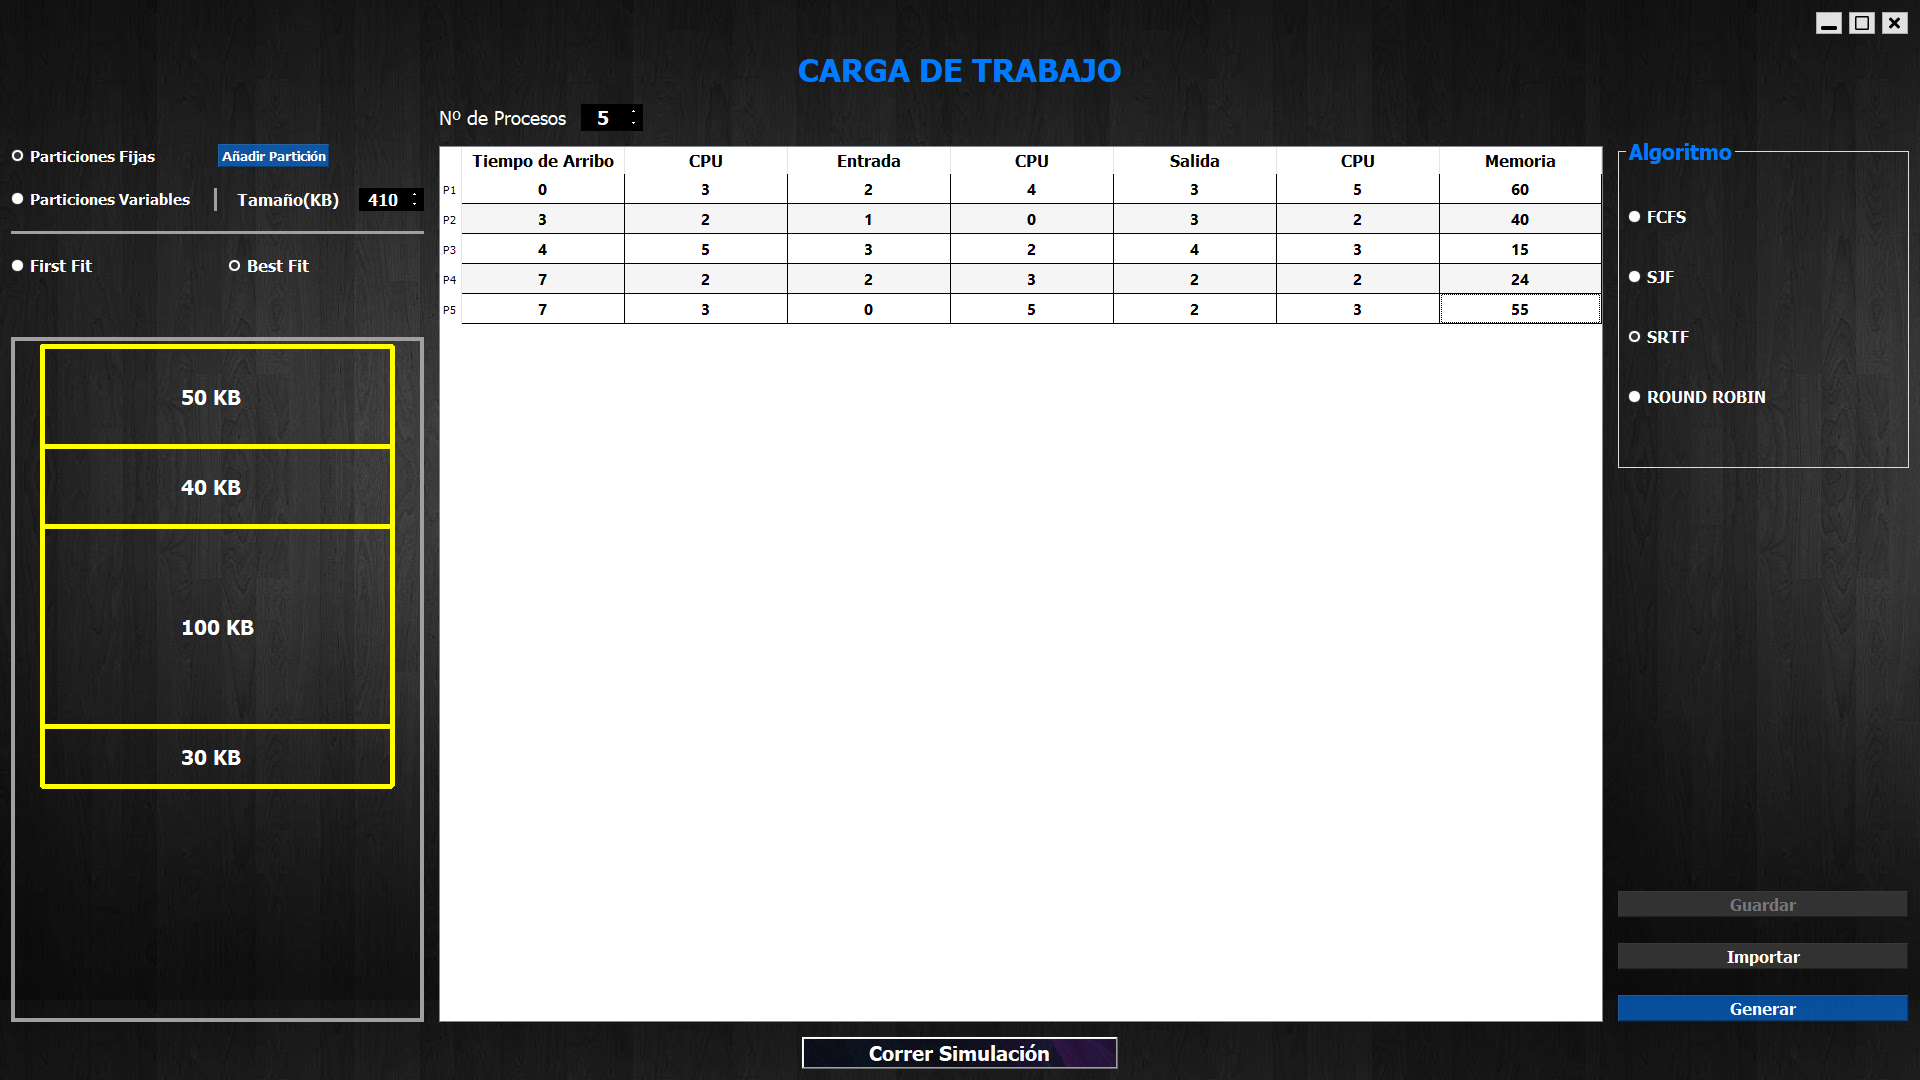 CARGA DE TRABAJO
Nº de Procesos 5
Particiones Fijas Añadir Partición
Particiones Variables Tamaño(KB) 410
First Fit Best Fit
50 KB
40 KB
100 KB
30 KB
Tiempo de Arribo CPU Entrada CPU Salida CPU Memoria
P1 0 3 2 4 3 5 60
P2 3 2 1 0 3 2 40
P3 4 5 3 2 4 3 15
P4 7 2 2 3 2 2 24
P5 7 3 0 5 2 3 55
Algoritmo
FCFS
SJF
SRTF
ROUND ROBIN
Guardar
Importar
Generar
Correr Simulación